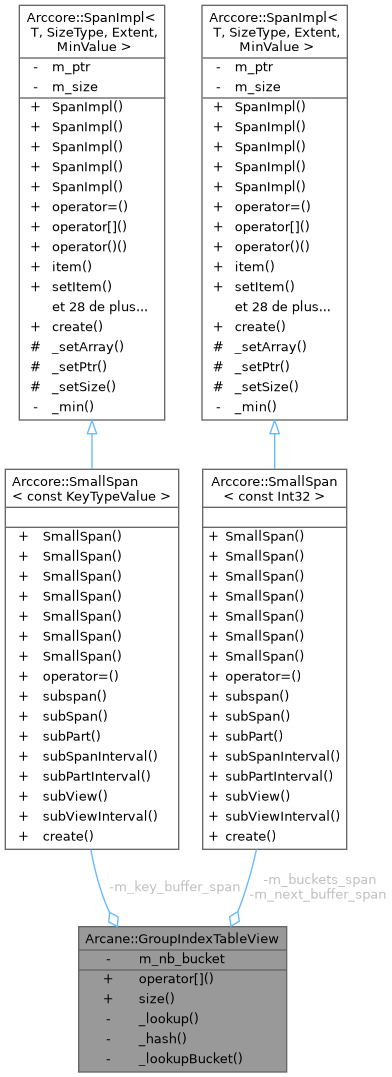 Arccore::SpanImpl<
T, SizeType, Extent,
MinValue >
- m_ptr
- m_size
+ SpanImpl()
+ SpanImpl()
+ SpanImpl()
+ SpanImpl()
+ SpanImpl()
+ operator=()
+ operator[]()
+ operator()()
+ item()
+ setItem()
et 28 de plus...
+ create()
# _setArray()
# _setPtr()
# _setSize()
- _min()
Arccore::SpanImpl<
T, SizeType, Extent,
MinValue >
- m_ptr
- m_size
+ SpanImpl()
+ SpanImpl()
+ SpanImpl()
+ SpanImpl()
+ SpanImpl()
+ operator=()
+ operator[]()
+ operator()()
+ item()
+ setItem()
et 28 de plus...
+ create()
# _setArray()
# _setPtr()
# _setSize()
- _min()
Arccore::SmallSpan
< const KeyTypeValue >
+ SmallSpan()
+ SmallSpan()
+ SmallSpan()
+ SmallSpan()
+ SmallSpan()
+ SmallSpan()
+ SmallSpan()
+ operator=()
+ subspan()
+ subSpan()
+ subPart()
+ subSpanInterval()
+ subPartInterval()
+ subView()
+ subViewInterval()
+ create()
Arccore::SmallSpan
< const Int32 >
+ SmallSpan()
+ SmallSpan()
+ SmallSpan()
+ SmallSpan()
+ SmallSpan()
+ SmallSpan()
+ SmallSpan()
+ operator=()
+ subspan()
+ subSpan()
+ subPart()
+ subSpanInterval()
+ subPartInterval()
+ subView()
+ subViewInterval()
+ create()
-m_key_buffer_span
-m_buckets_span
-m_next_buffer_span
Arcane::GroupIndexTableView
- m_nb_bucket
+ operator[]()
+ size()
- _lookup()
- _hash()
- _lookupBucket()